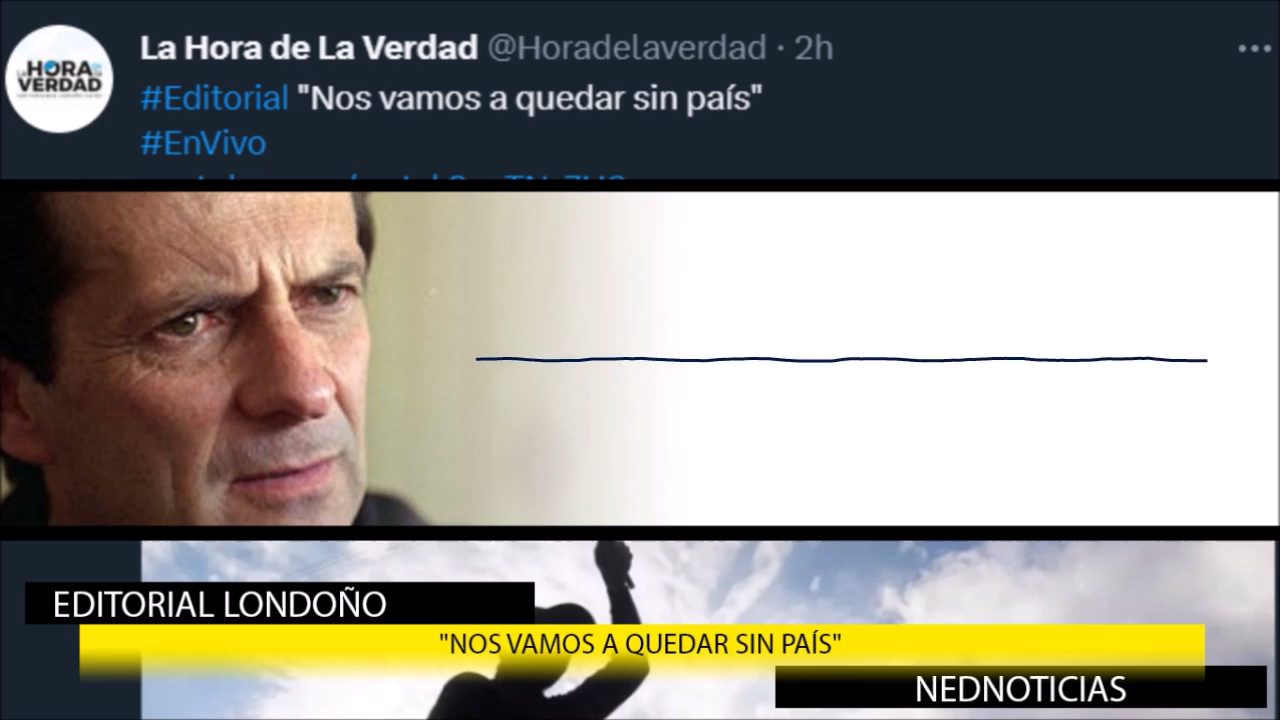 La Hora de La Verdad @Horadelaverdad · 2h
HORA
VERDAD
#Editorial "Nos vamos a quedar sin país"
#EnVivo
EDITORIAL LONDOÑO
"NOS VAMOS A QUEDAR SIN PAÍS"
NEDNOTICIAS